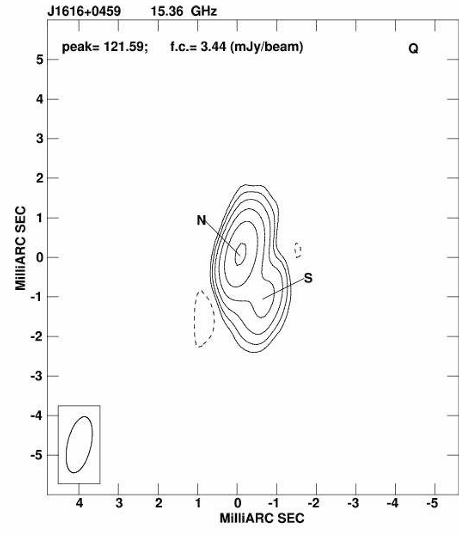 J1616+0459 15.36 GHz
peak= 121.59; f.c.= 3.44 (mJy/beam) Q
5
4
3
2
1
0
-1
-2
-3
-4
-5
MilliARC SEC
N
S
4 3 2 1 0 -1 -2 -3 -4 -5
MilliARC SEC